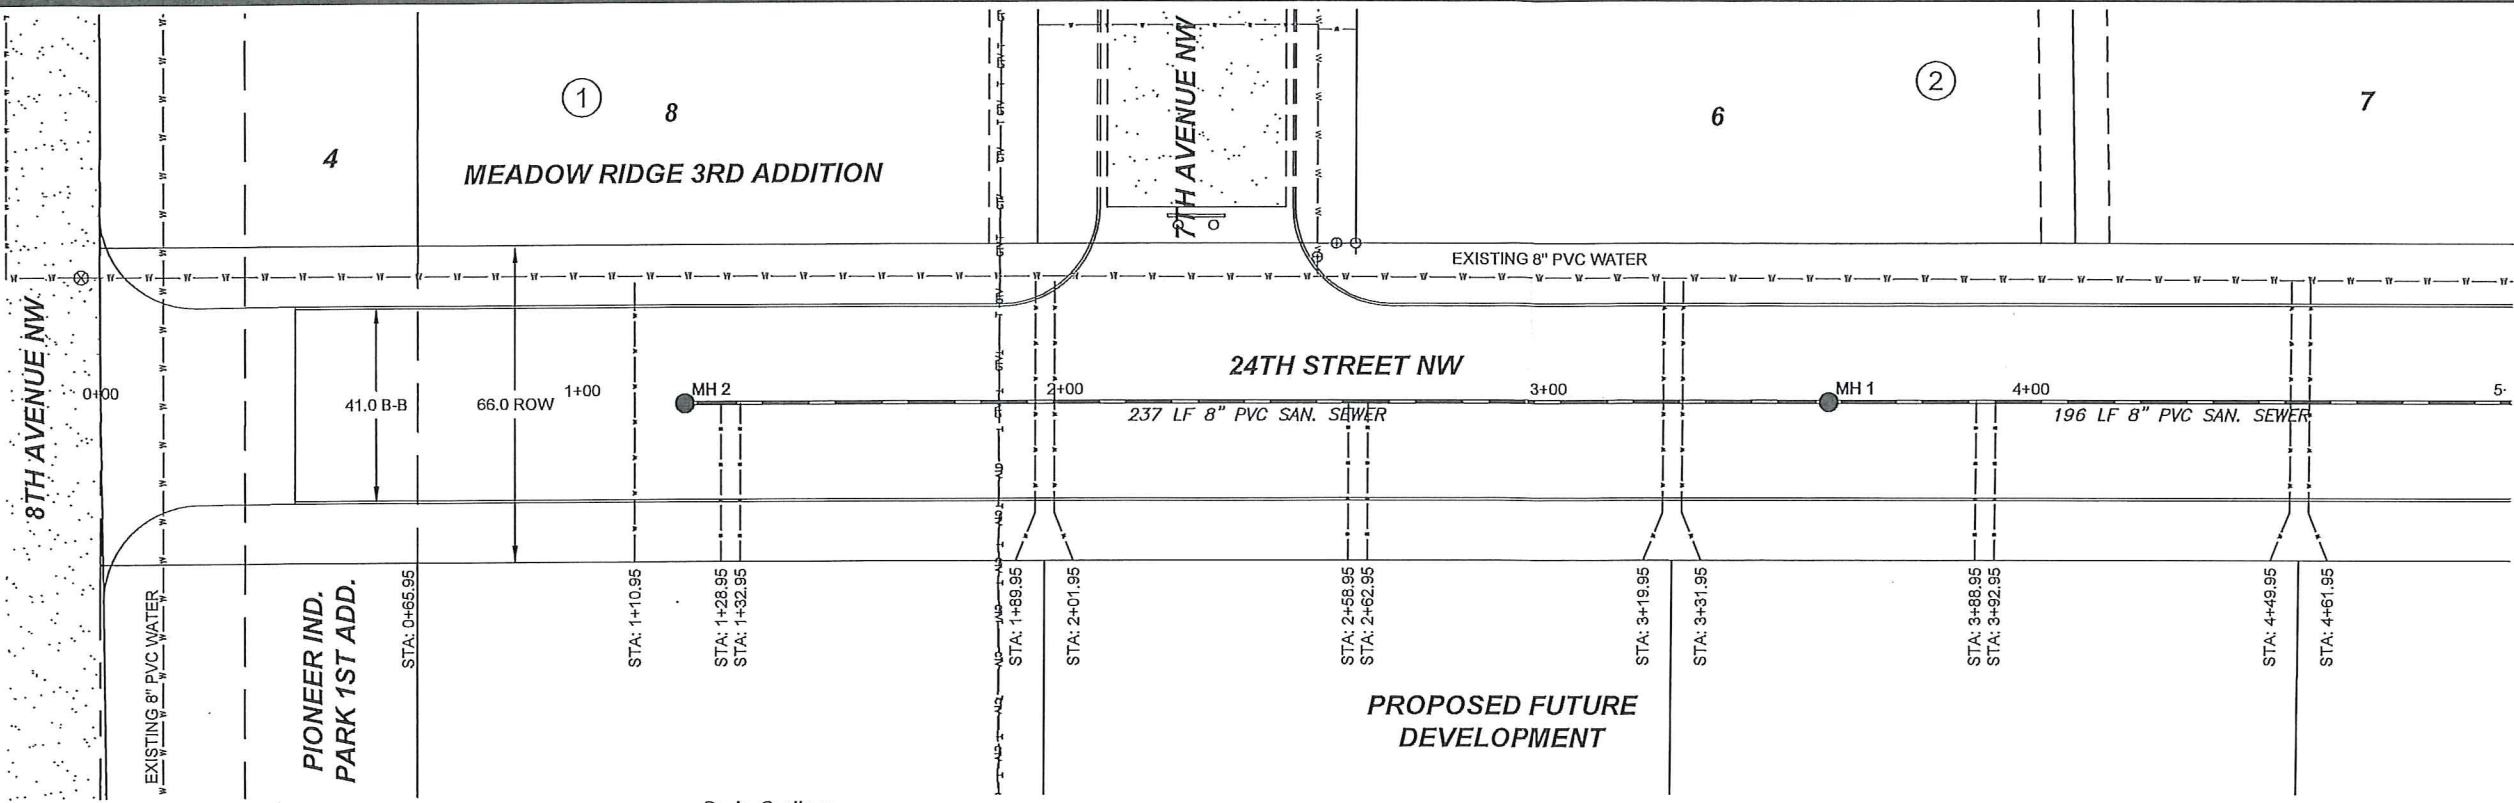 1
2
4
8
6
7
MEADOW RIDGE 3RD ADDITION
7TH AVENUE NW
EXISTING 8" PVC WATER
8TH AVENUE NW
24TH STREET NW
0+00
41.0 B-B
66.0 ROW
1+00
MH 2
2+00
3+00
MH 1
4+00
237 LF 8" PVC SAN. SEWER
196 LF 8" PVC SAN. SEWER
EXISTING 8" PVC WATER
PIONEER IND.
PARK 1ST ADD.
STA: 0+65.95
STA: 1+10.95
STA: 1+28.95
STA: 1+32.95
STA: 1+89.95
STA: 2+01.95
STA: 2+58.95
STA: 2+62.95
STA: 3+19.95
STA: 3+31.95
STA: 3+88.95
STA: 3+92.95
STA: 4+49.95
STA: 4+61.95
PROPOSED FUTURE
DEVELOPMENT